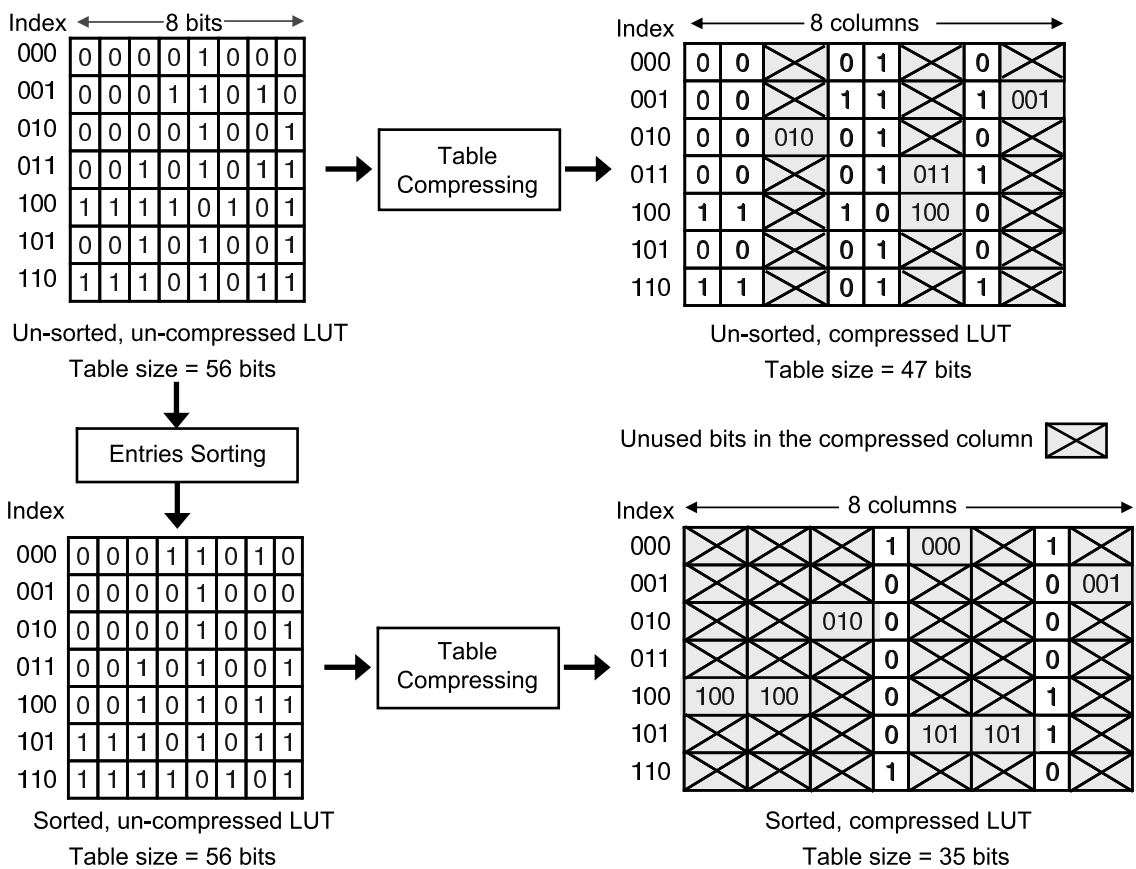 Index 8 bits
000 0 0 0 0 1 0 0 0
001 0 0 0 1 1 0 1 0
010 0 0 0 0 1 0 0 1
011 0 0 1 0 1 0 1 1
100 1 1 1 1 0 1 0 1
101 0 0 1 0 1 0 0 1
110 1 1 1 0 1 0 1 1
Un-sorted, un-compressed LUT
Table size = 56 bits
Table
Compressing
Index 8 columns
000 0 0 0 1 0
001 0 0 1 1 1 001
010 0 0 010 0 1 0
011 0 0 0 1 011 1
100 1 1 1 0 100 0
101 0 0 0 1 0
110 1 1 0 1 1
Un-sorted, compressed LUT
Table size = 47 bits
Entries Sorting
Unused bits in the compressed column
Index
000 0 0 0 1 1 0 1 0
001 0 0 0 0 1 0 0 0
010 0 0 0 0 1 0 0 1
011 0 0 1 0 1 0 0 1
100 0 0 1 0 1 0 1 1
101 1 1 1 0 1 0 1 1
110 1 1 1 1 0 1 0 1
Sorted, un-compressed LUT
Table size = 56 bits
Table
Compressing
Index 8 columns
000 1 000 1
001 0 0 001
010 010 0 0
011 0 0
100 100 100 0 1
101 0 101 101 1
110 1 0
Sorted, compressed LUT
Table size = 35 bits